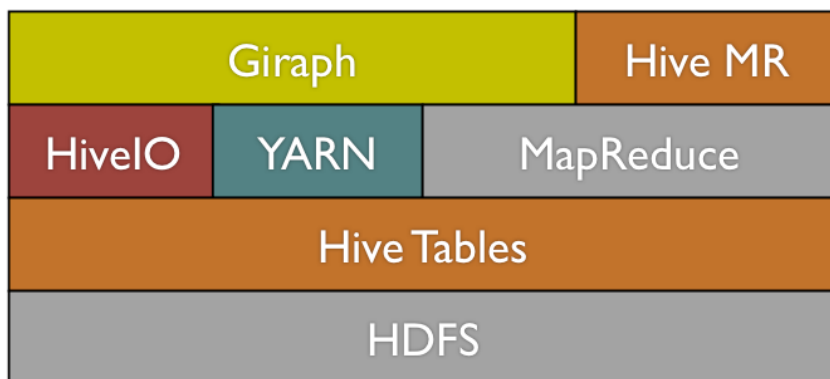 Giraph Hive MR
HiveIO YARN MapReduce
Hive Tables
HDFS